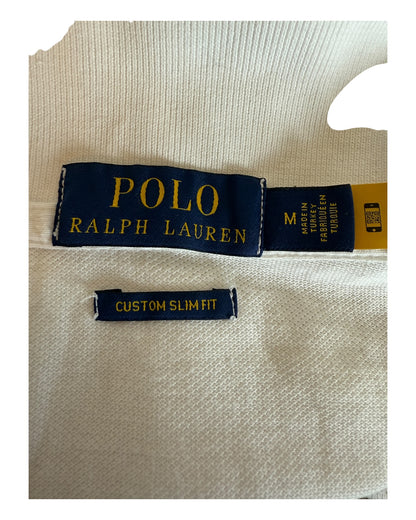 POLO
RALPH LAUREN
M
MADE IN
TURKEY
FABRIQUÉ EN
TURQUIE
CUSTOM SLIM FIT